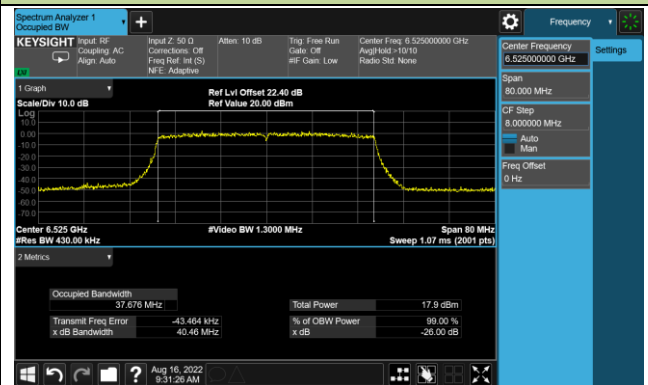 Spectrum Analyzer 1
Occupied BW
+
Frequency
KEYSIGHT
Input: RF
Coupling: AC
Align: Auto
Input Z: 50 Ω
Corrections: Off
Freq Ref: Int (S)
NFE: Adaptive
Atten: 10 dB
Trig: Free Run
Gate: Off
#IF Gain: Low
Center Freq: 6.525000000 GHz
Avg|Hold:>10/10
Radio Std: None
Center Frequency
6.525000000 GHz
Settings
Span
80.000 MHz
CF Step
8.000000 MHz
Auto
Man
Freq Offset
0 Hz
1 Graph
Scale/Div 10.0 dB
Ref Lvl Offset 22.40 dB
Ref Value 20.00 dBm
Log
10.0
0.00
-10.0
-20.0
-30.0
-40.0
-50.0
-60.0
-70.0
Center 6.525 GHz
#Res BW 430.00 kHz
#Video BW 1.3000 MHz
Span 80 MHz
Sweep 1.07 ms (2001 pts)
2 Metrics
Occupied Bandwidth
37.676 MHz
Total Power 17.9 dBm
Transmit Freq Error -43.464 kHz
% of OBW Power 99.00 %
x dB Bandwidth 40.46 MHz
x dB -26.00 dB
?
Aug 16, 2022
9:31:26 AM